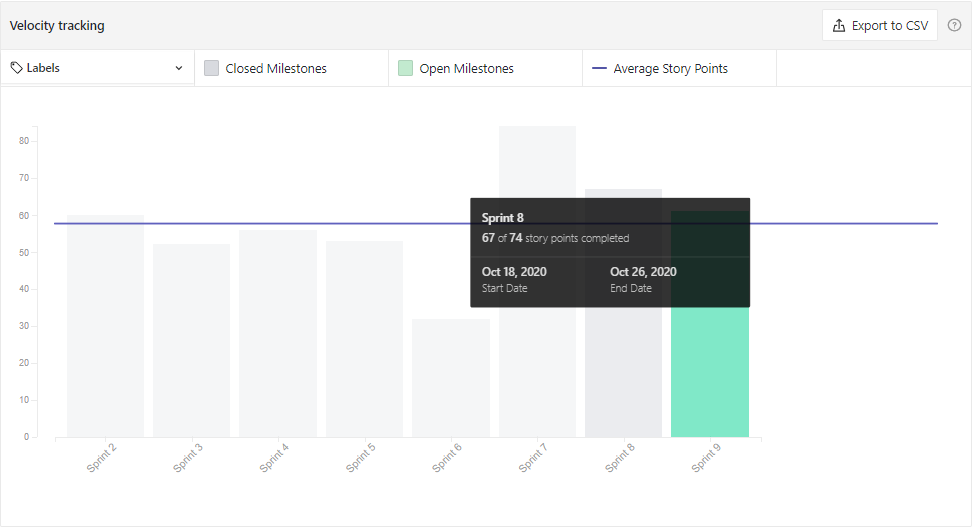 Velocity tracking
Export to CSV
?
Labels
Closed Milestones
Open Milestones
Average Story Points
80
70
60
50
40
30
20
10
0
Sprint 8
67 of 74 story points completed
Oct 18, 2020
Oct 26, 2020
Start Date
End Date
Sprint 2
Sprint 3
Sprint 4
Sprint 5
Sprint 6
Sprint 7
Sprint 8
Sprint 9